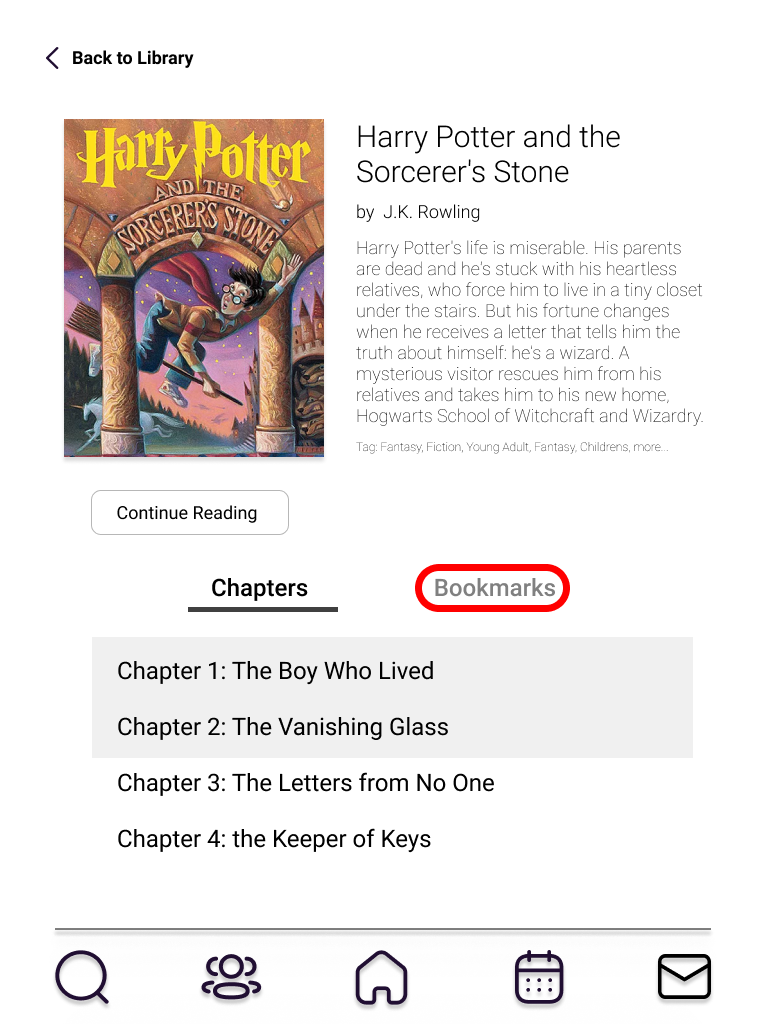 Back to Library
Harry Potter
AND THE
SORCERER'S STONE
Harry Potter and the
Sorcerer's Stone
by J.K. Rowling
Harry Potter's life is miserable. His parents
are dead and he's stuck with his heartless
relatives, who force him to live in a tiny closet
under the stairs. But his fortune changes
when he receives a letter that tells him the
truth about himself: he's a wizard. A
mysterious visitor rescues him from his
relatives and takes him to his new home,
Hogwarts School of Witchcraft and Wizardry.
Tag: Fantasy, Fiction, Young Adult, Fantasy, Childrens, more...
Continue Reading
Chapters
Bookmarks
Chapter 1: The Boy Who Lived
Chapter 2: The Vanishing Glass
Chapter 3: The Letters from No One
Chapter 4: the Keeper of Keys